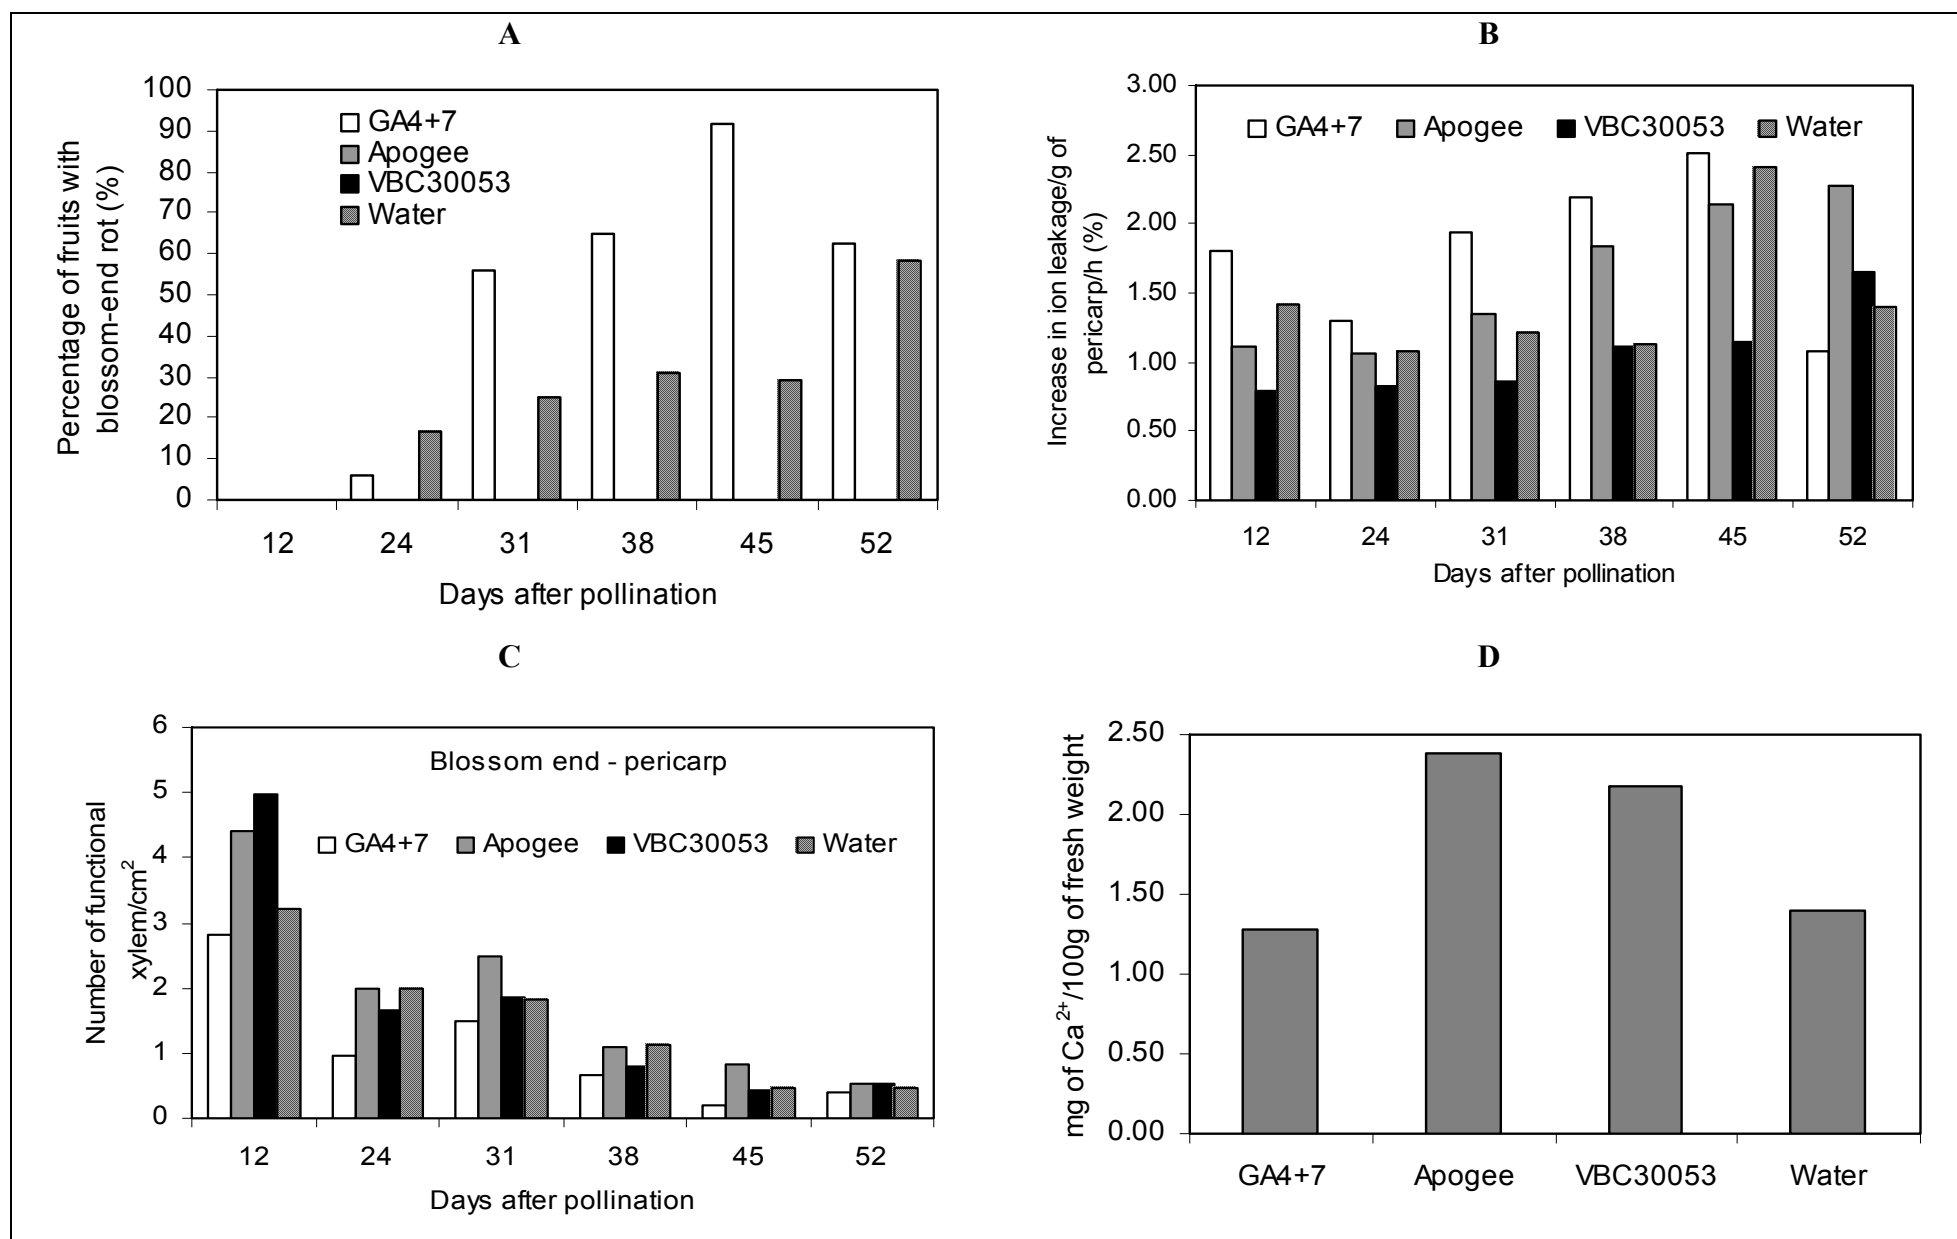 A
100
90
80
70
60
50
40
30
20
10
0
Percentage of fruits with
blossom-end rot (%)
GA4+7
Apogee
VBC30053
Water
12 24 31 38 45 52
Days after pollination
B
3.00
2.50
2.00
1.50
1.00
0.50
0.00
Increase in ion leakage/g of
pericarp/h (%)
GA4+7 Apogee VBC30053 Water
12 24 31 38 45 52
Days after pollination
C
6
5
4
3
2
1
0
Number of functional
xylem/cm²
Blossom end - pericarp
GA4+7 Apogee VBC30053 Water
12 24 31 38 45 52
Days after pollination
D
2.50
2.00
1.50
1.00
0.50
0.00
mg of Ca²⁺/100g of fresh weight
GA4+7 Apogee VBC30053 Water